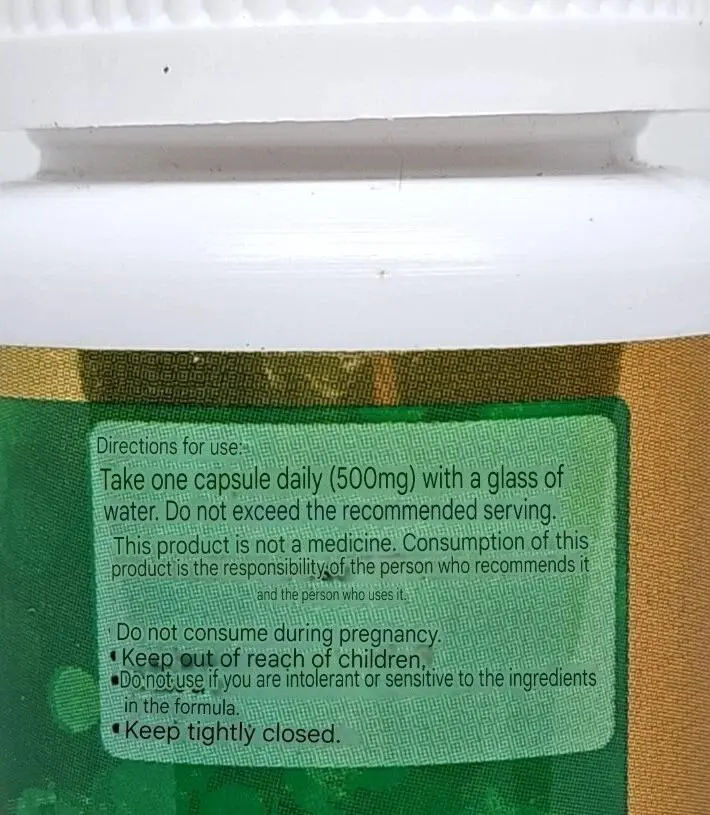 Directions for use:
Take one capsule daily (500mg) with a glass of
water. Do not exceed the recommended serving.
This product is not a medicine. Consumption of this
product is the responsibility of the person who recommends it
and the person who uses it.
Do not consume during pregnancy.
•Keep out of reach of children,
•Do not use if you are intolerant or sensitive to the ingredients
in the formula.
•Keep tightly closed.